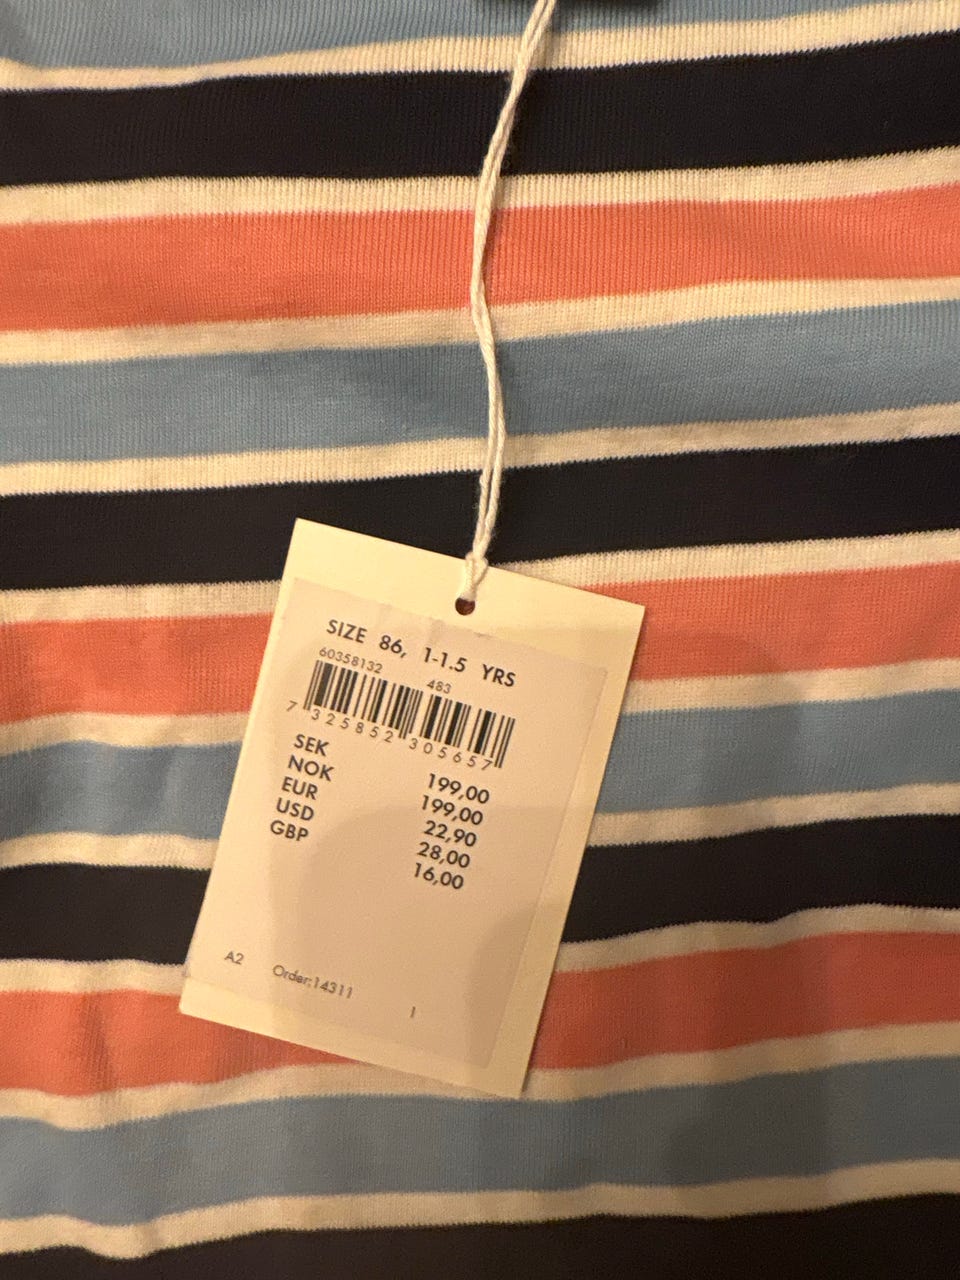 SIZE 86, 1-1.5 YRS
60358132 483
7 325852 305657
SEK 199,00
NOK 199,00
EUR 22,90
USD 28,00
GBP 16,00
A2 Order:14311 1